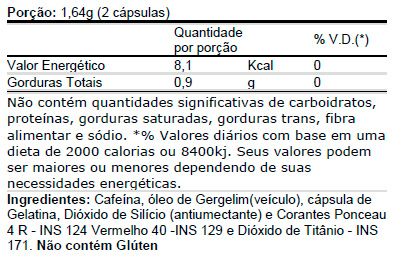 Porção: 1,64g (2 cápsulas)
Quantidade por porção % V.D.(*)
Valor Energético 8,1 Kcal 0
Gorduras Totais 0,9 g 0
Não contém quantidades significativas de carboidratos,
proteínas, gorduras saturadas, gorduras trans, fibra
alimentar e sódio. *% Valores diários com base em uma
dieta de 2000 calorias ou 8400kj. Seus valores podem
ser maiores ou menores dependendo de suas
necessidades energéticas.
Ingredientes: Cafeína, óleo de Gergelim(veículo), cápsula de
Gelatina, Dióxido de Silício (antiumectante) e Corantes Ponceau
4 R - INS 124 Vermelho 40 -INS 129 e Dióxido de Titânio - INS
171. Não contém Glúten